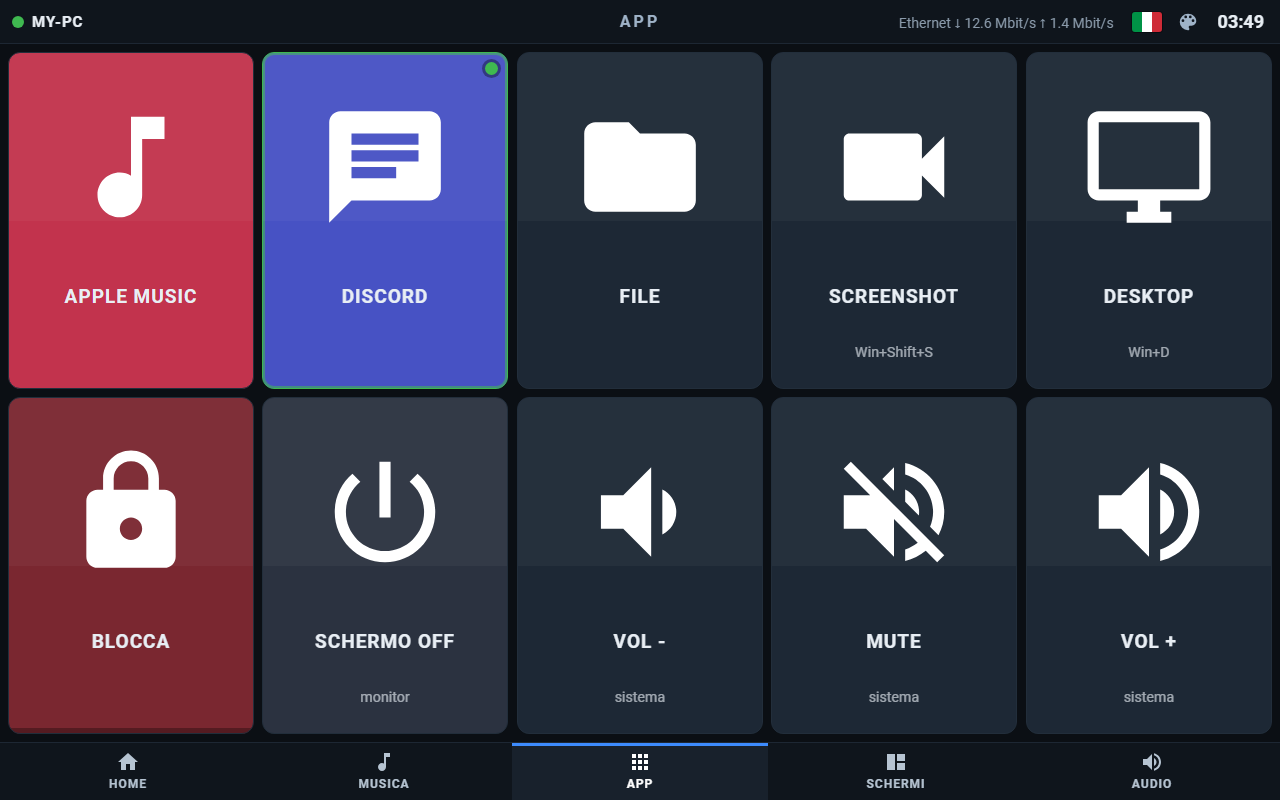 MY-PC
APP
Ethernet ↓ 12.6 Mbit/s ↑ 1.4 Mbit/s
03:49
APPLE MUSIC
DISCORD
FILE
SCREENSHOT
DESKTOP
Win+Shift+S
Win+D
BLOCCA
SCHERMO OFF
VOL -
MUTE
VOL +
monitor
sistema
sistema
sistema
HOME
MUSICA
APP
SCHERMI
AUDIO